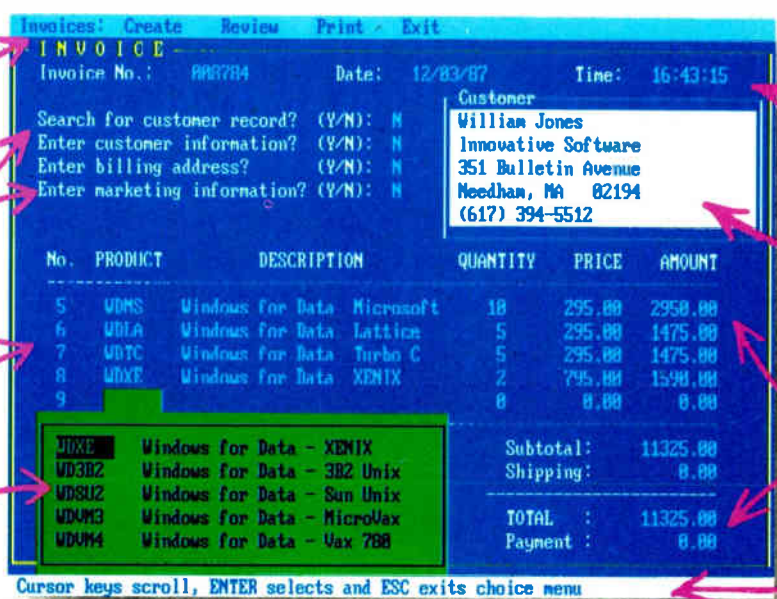 Invoices: Create Review Print Exit
INVOICE
Invoice No.: 008784 Date: 12/03/87 Time: 16:43:15
Customer
Search for customer record? (Y/N): N
Enter customer information? (Y/N): N
Enter billing address? (Y/N): N
Enter marketing information? (Y/N): N
William Jones
Innovative Software
351 Bulletin Avenue
Needham, MA 02194
(617) 394-5512
No. PRODUCT DESCRIPTION QUANTITY PRICE AMOUNT
5 WDMS Windows for Data Microsoft 10 295.00 2950.00
6 WDLA Windows for Data Lattice 5 295.00 1475.00
7 WDTC Windows for Data Turbo C 5 295.00 1475.00
8 WDXE Windows for Data XENIX 2 795.00 1590.00
9 0 0.00 0.00
WDXE Windows for Data - XENIX
WD3B2 Windows for Data - 3B2 Unix
WDSU2 Windows for Data - Sun Unix
WDVM3 Windows for Data - MicroVax
WDVM4 Windows for Data - Vax 780
Subtotal: 11325.00
Shipping: 0.00
TOTAL : 11325.00
Payment : 0.00
Cursor keys scroll, ENTER selects and ESC exits choice menu